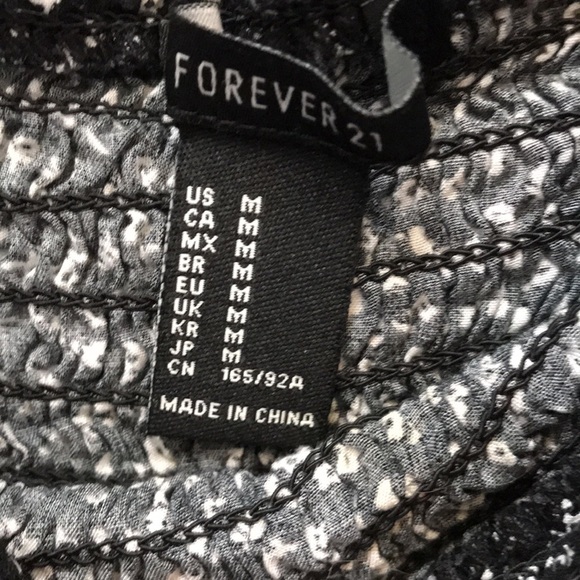 FOREVER 21
US M
CA M
MX M
BR M
EU M
UK M
KR M
JP M
CN 165/92A
MADE IN CHINA